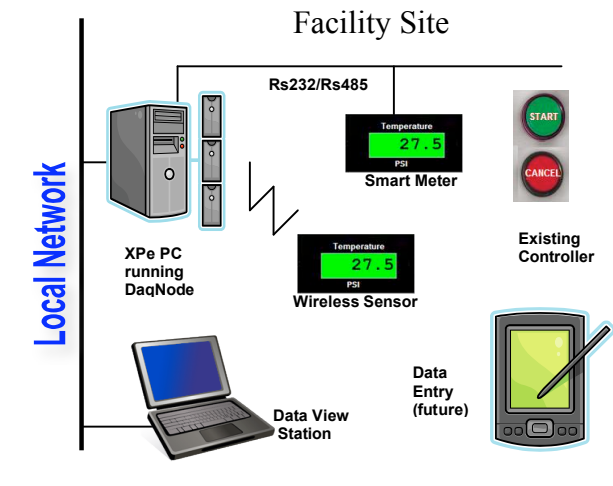 Facility Site
Rs232/Rs485
Temperature
27.5
PSI
Smart Meter
START
CANCEL
Local Network
XPe PC
running
DaqNode
Temperature
27.5
PSI
Wireless Sensor
Existing
Controller
Data View
Station
Data
Entry
(future)